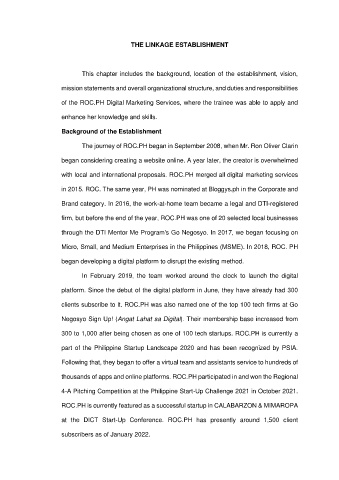 THE LINKAGE ESTABLISHMENT
This chapter includes the background, location of the establishment, vision,
mission statements and overall organizational structure, and duties and responsibilities
of the ROC.PH Digital Marketing Services, where the trainee was able to apply and
enhance her knowledge and skills.
Background of the Establishment
The journey of ROC.PH began in September 2008, when Mr. Ron Oliver Clarin
began considering creating a website online. A year later, the creator is overwhelmed
with local and international proposals. ROC.PH merged all digital marketing services
in 2015. ROC. The same year, PH was nominated at Bloggys.ph in the Corporate and
Brand category. In 2016, the work-at-home team became a legal and DTI-registered
firm, but before the end of the year, ROC.PH was one of 20 selected local businesses
through the DTI Mentor Me Program's Go Negosyo. In 2017, we began focusing on
Micro, Small, and Medium Enterprises in the Philippines (MSME). In 2018, ROC. PH
began developing a digital platform to disrupt the existing method.
In February 2019, the team worked around the clock to launch the digital
platform. Since the debut of the digital platform in June, they have already had 300
clients subscribe to it. ROC.PH was also named one of the top 100 tech firms at Go
Negosyo Sign Up! (Angat Lahat sa Digital). Their membership base increased from
300 to 1,000 after being chosen as one of 100 tech startups. ROC.PH is currently a
part of the Philippine Startup Landscape 2020 and has been recognized by PSIA.
Following that, they began to offer a virtual team and assistants service to hundreds of
thousands of apps and online platforms. ROC.PH participated in and won the Regional
4-A Pitching Competition at the Philippine Start-Up Challenge 2021 in October 2021.
ROC.PH is currently featured as a successful startup in CALABARZON & MIMAROPA
at the DICT Start-Up Conference. ROC.PH has presently around 1,500 client
subscribers as of January 2022.